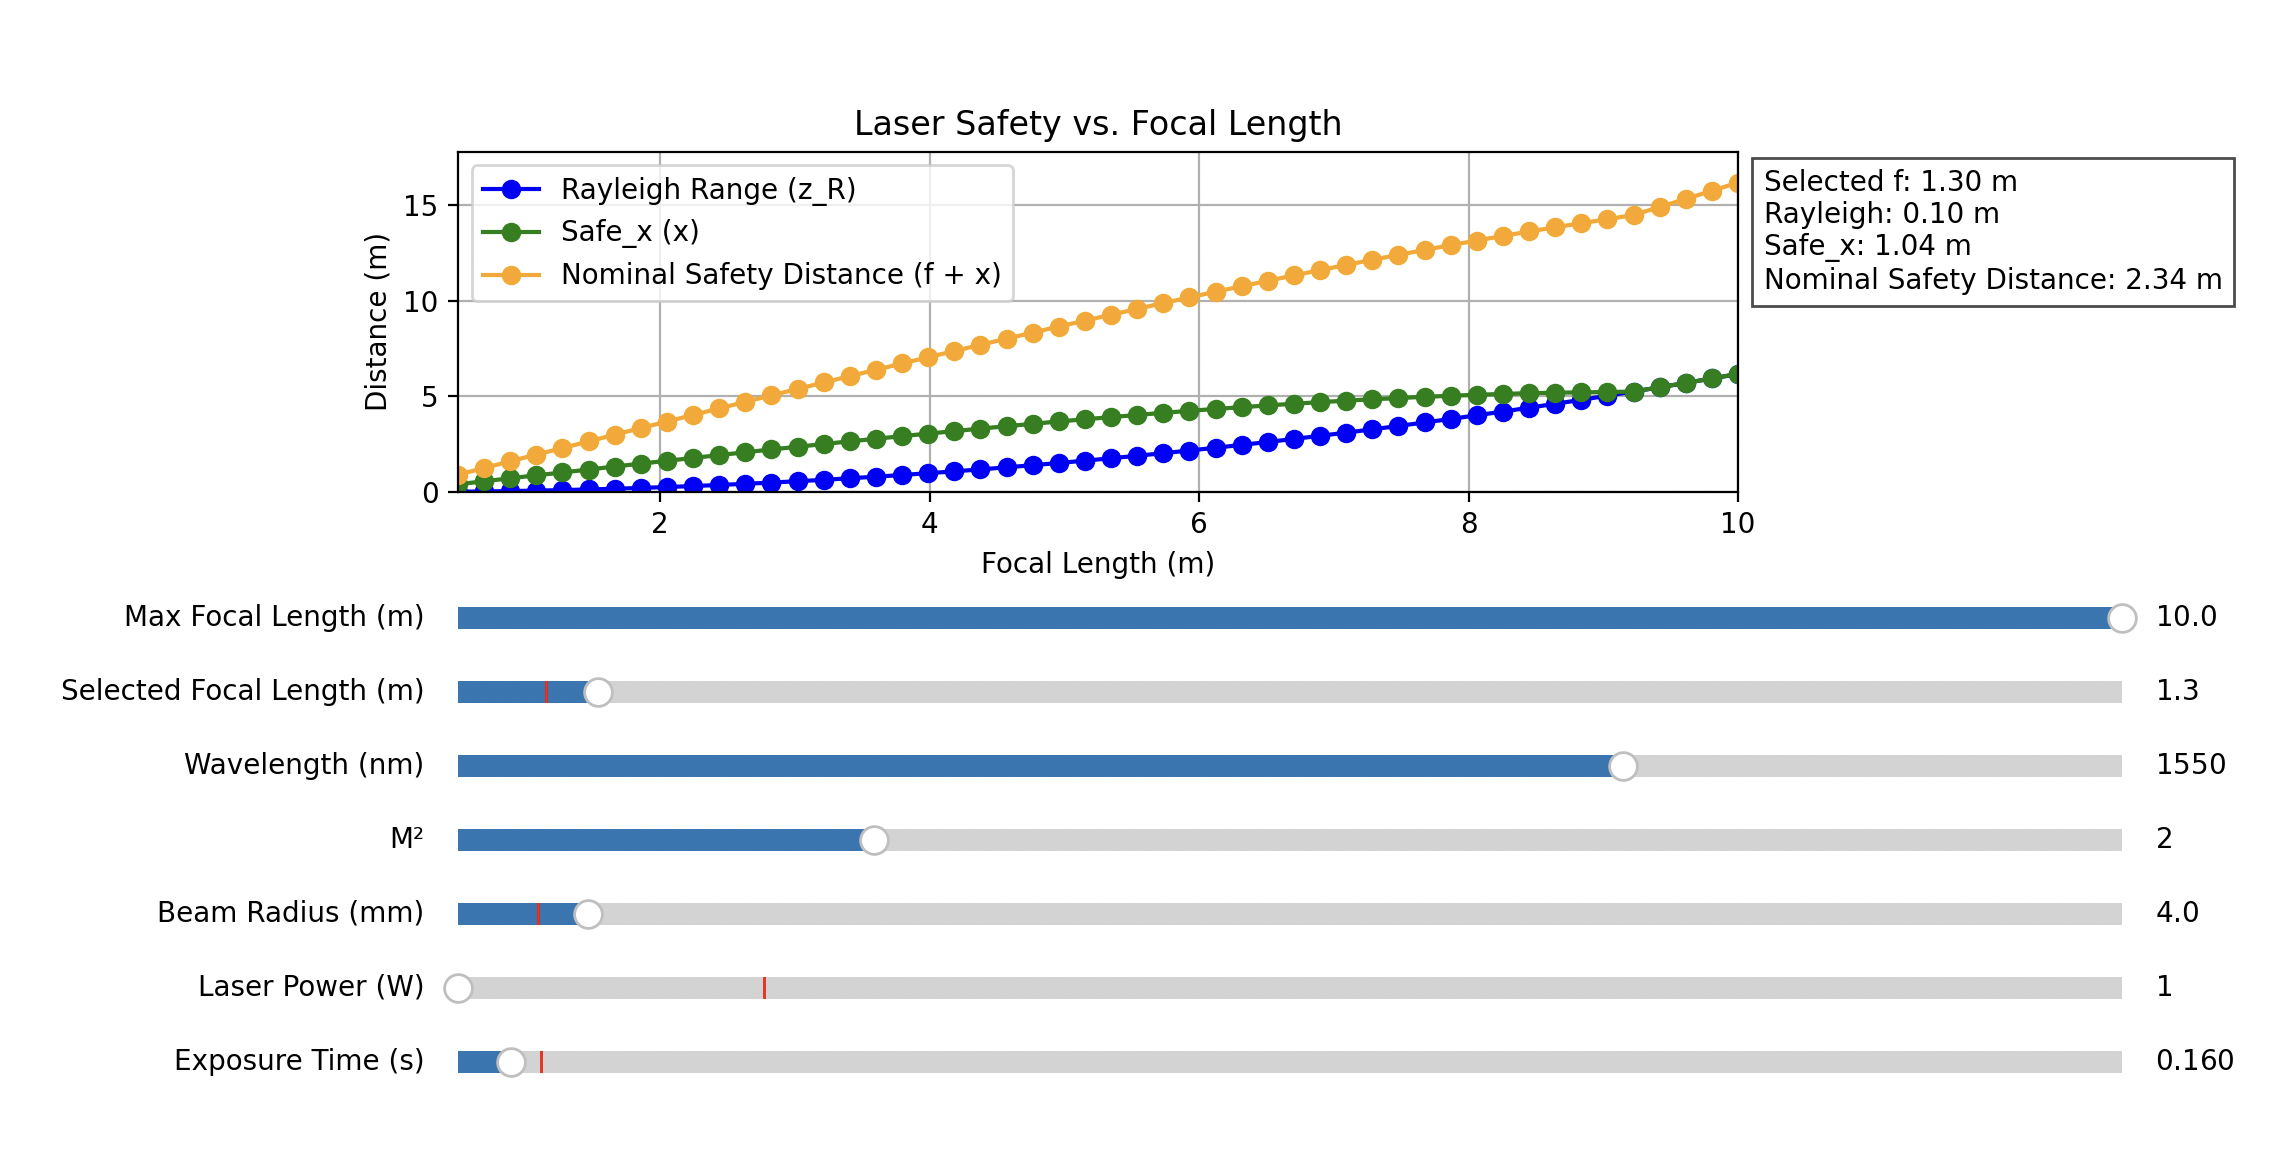 Laser Safety vs. Focal Length
Rayleigh Range (z_R)
Safe_x (x)
Nominal Safety Distance (f + x)
Distance (m)
15
10
5
0
2
4
6
8
10
Focal Length (m)
Selected f: 1.30 m
Rayleigh: 0.10 m
Safe_x: 1.04 m
Nominal Safety Distance: 2.34 m
Max Focal Length (m) 10.0
Selected Focal Length (m) 1.3
Wavelength (nm) 1550
M² 2
Beam Radius (mm) 4.0
Laser Power (W) 1
Exposure Time (s) 0.160